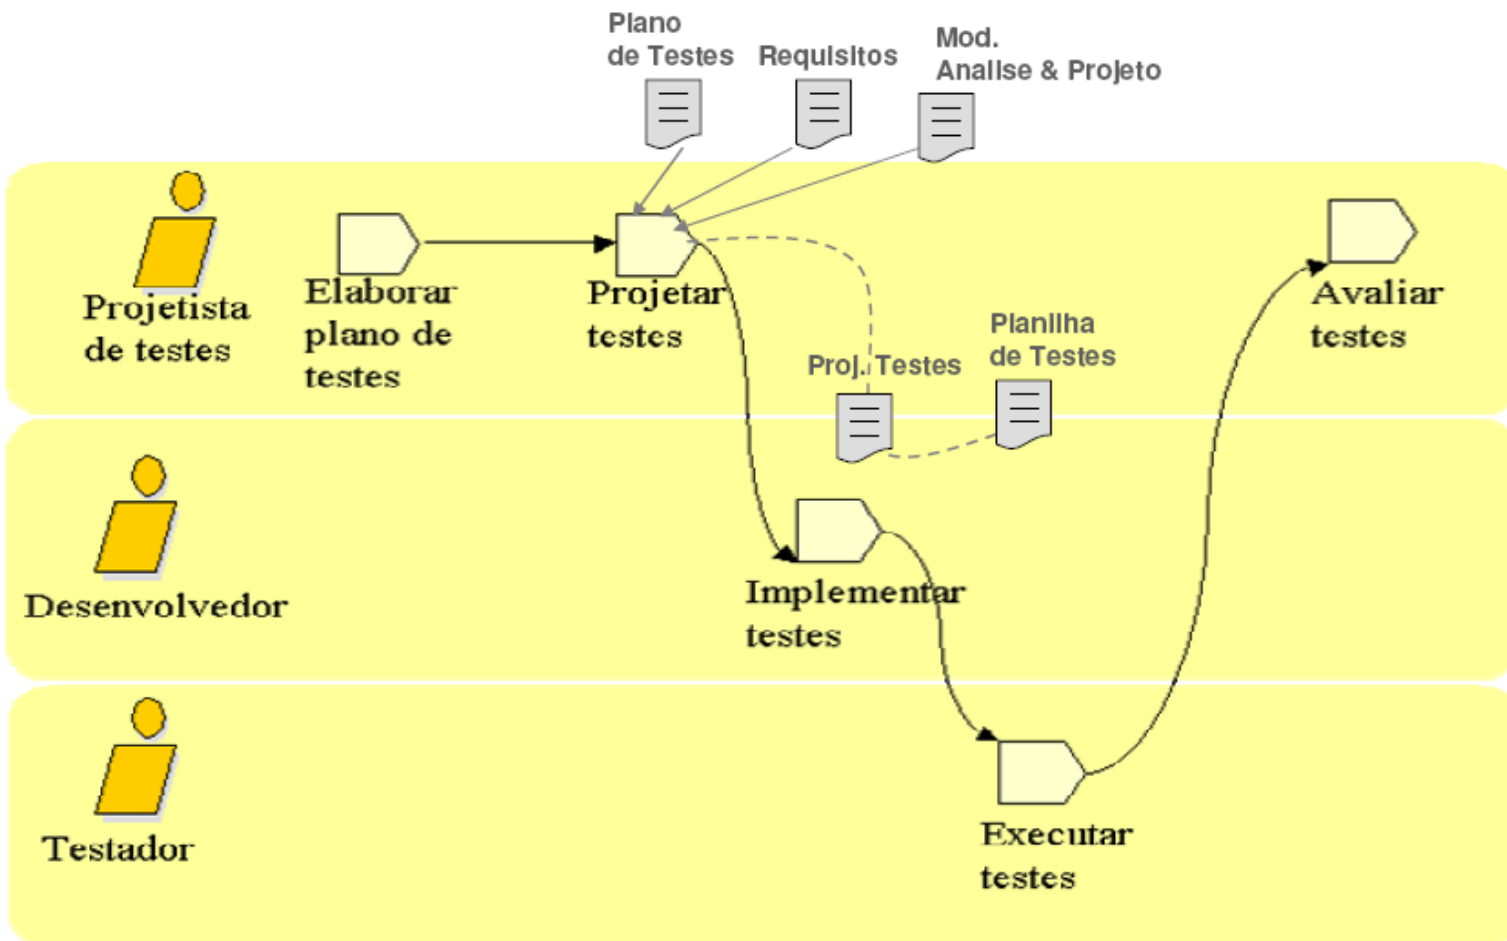 Plano
de Testes
Requisitos
Mod.
Analise & Projeto
Projetista
de testes
Elaborar
plano de
testes
Projetar
testes
Proj. Testes
Planilha
de Testes
Avaliar
testes
Desenvolvedor
Implementar
testes
Testador
Executar
testes